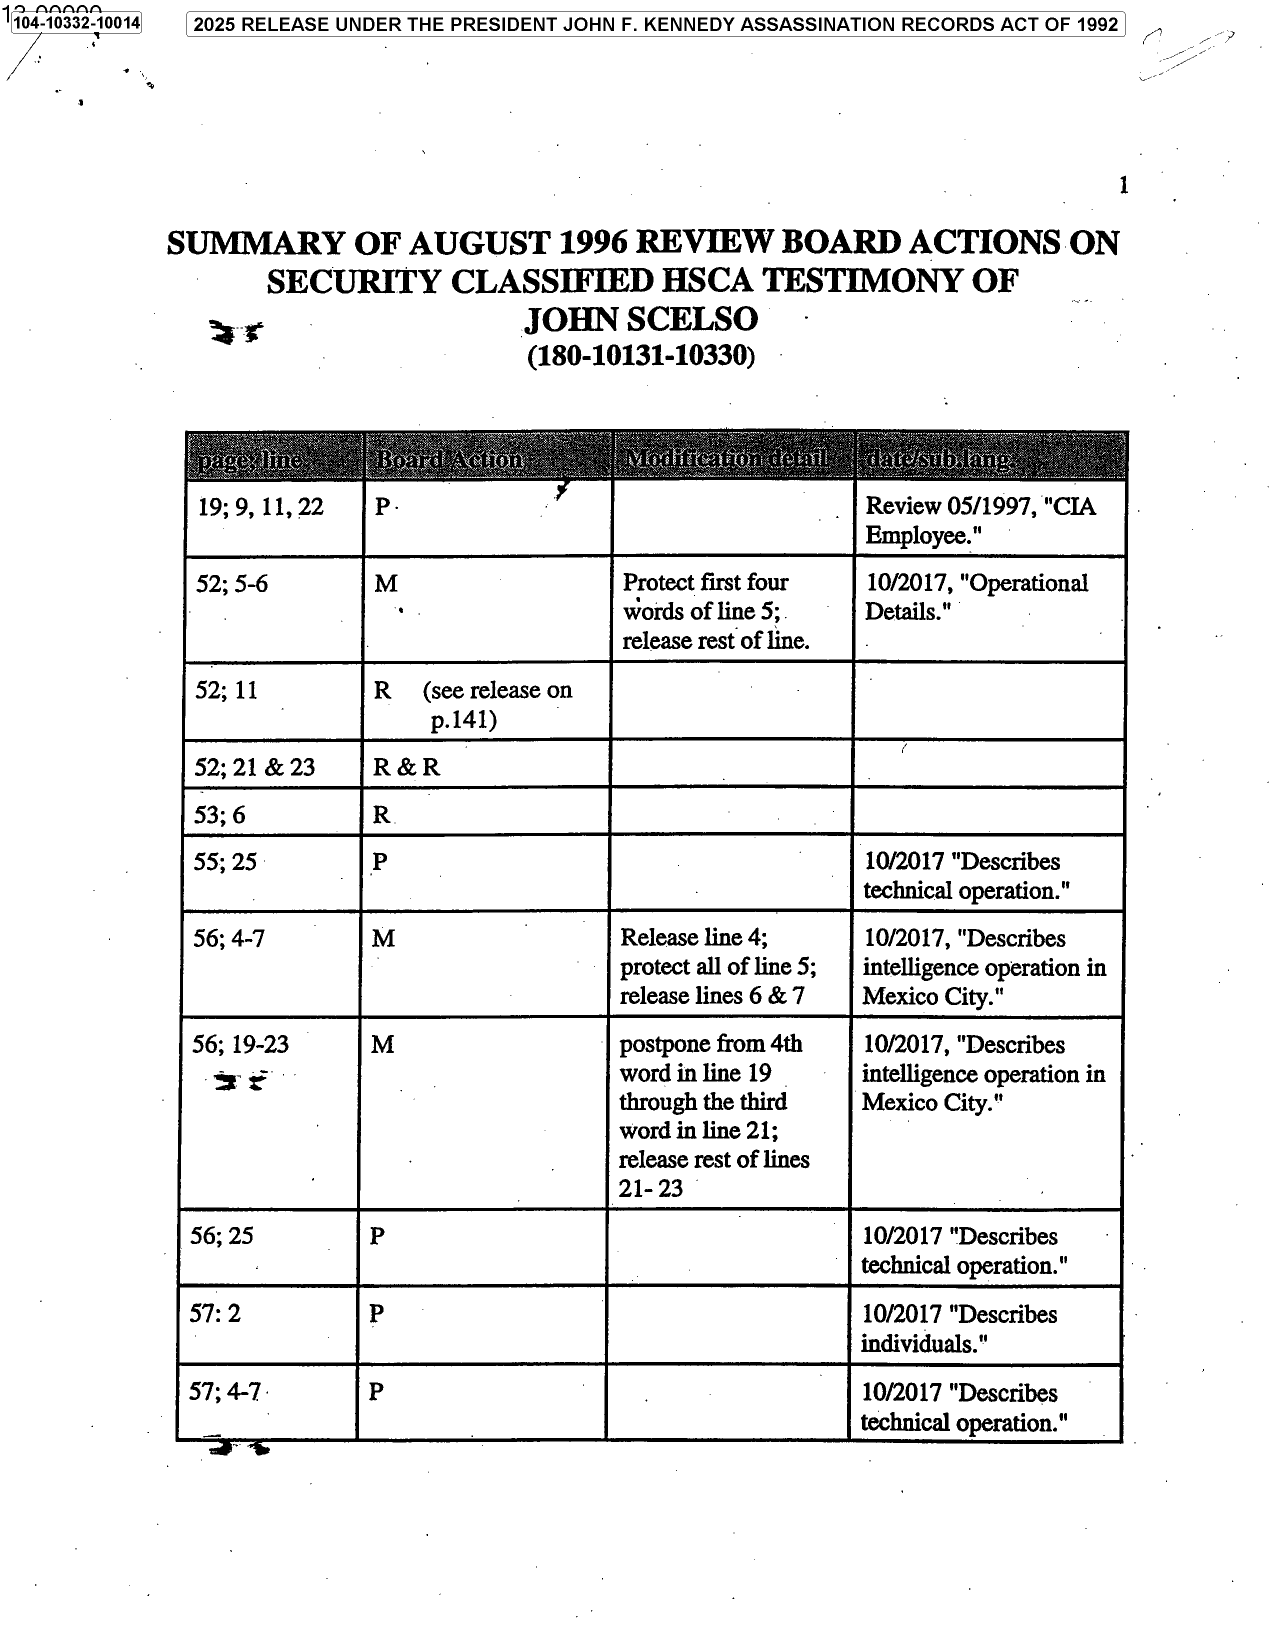 104-10332-10014
2025 RELEASE UNDER THE PRESIDENT JOHN F. KENNEDY ASSASSINATION RECORDS ACT OF 1992
1
SUMMARY OF AUGUST 1996 REVIEW BOARD ACTIONS ON
SECURITY CLASSIFIED HSCA TESTIMONY OF
JOHN SCELSO
(180-10131-10330)
page; line Board Action Modification detail date/sub.lang
19; 9, 11, 22 P Review 05/1997, "CIA
Employee."
52; 5-6 M Protect first four 10/2017, "Operational
words of line 5; Details."
release rest of line.
52; 11 R (see release on
p.141)
52; 21 & 23 R & R
53; 6 R
55; 25 P 10/2017 "Describes
technical operation."
56; 4-7 M Release line 4; 10/2017, "Describes
protect all of line 5; intelligence operation in
release lines 6 & 7 Mexico City."
56; 19-23 M postpone from 4th 10/2017, "Describes
word in line 19 intelligence operation in
through the third Mexico City."
word in line 21;
release rest of lines
21- 23
56; 25 P 10/2017 "Describes
technical operation."
57: 2 P 10/2017 "Describes
individuals."
57; 4-7 P 10/2017 "Describes
technical operation."